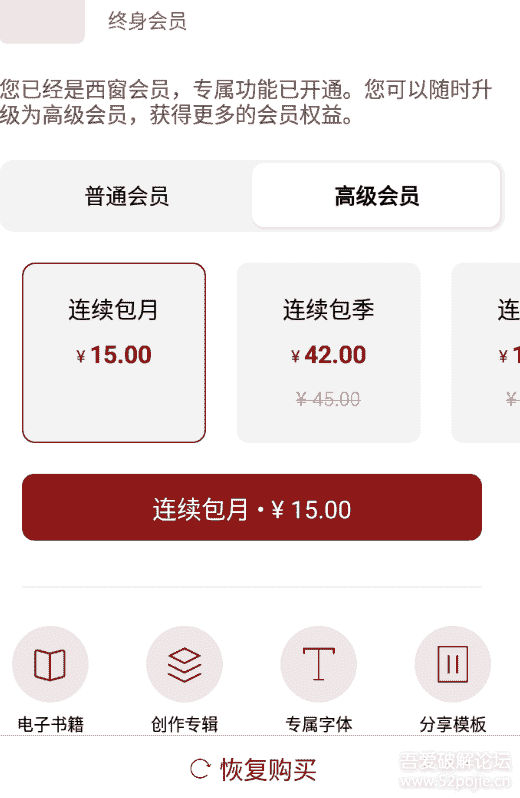 终身会员
您已经是西窗会员，专属功能已开通。您可以随时升
级为高级会员，获得更多的会员权益。
普通会员 高级会员
连续包月 连续包季 连
¥ 15.00 ¥ 42.00 ¥ 1
¥ 45.00 ¥
连续包月 • ¥ 15.00
电子书籍 创作专辑 专属字体 分享模板
恢复购买
吾爱破解论坛
www.52pojie.cn